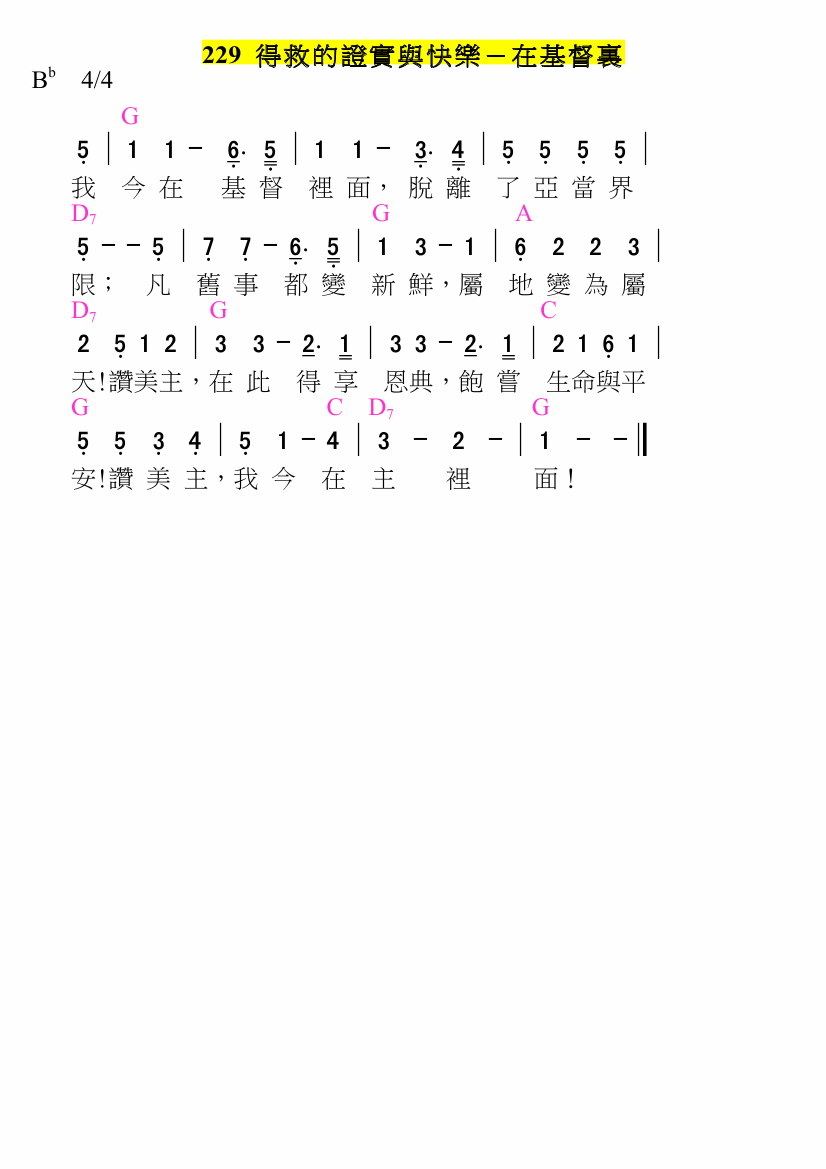 229 得救的證實與快樂－在基督裏
Bb 4/4
G
5 | 1 1 - 6. 5 | 1 1 - 3. 4 | 5 5 5 5 |
我 今 在 基 督 裡 面， 脫 離 了 亞 當 界
D7 G A
5 - - 5 | 7 7 - 6. 5 | 1 3 - 1 | 6 2 2 3 |
限； 凡 舊 事 都 變 新 鮮，屬 地 變 為 屬
D7 G C
2 5 1 2 | 3 3 - 2. 1 | 3 3 - 2. 1 | 2 1 6 1 |
天!讚美主，在 此 得 享 恩典，飽 嘗 生命與平
G C D7 G
5 5 3 4 | 5 1 - 4 | 3 - 2 - | 1 - - ‖
安!讚 美 主，我 今 在 主 裡 面！